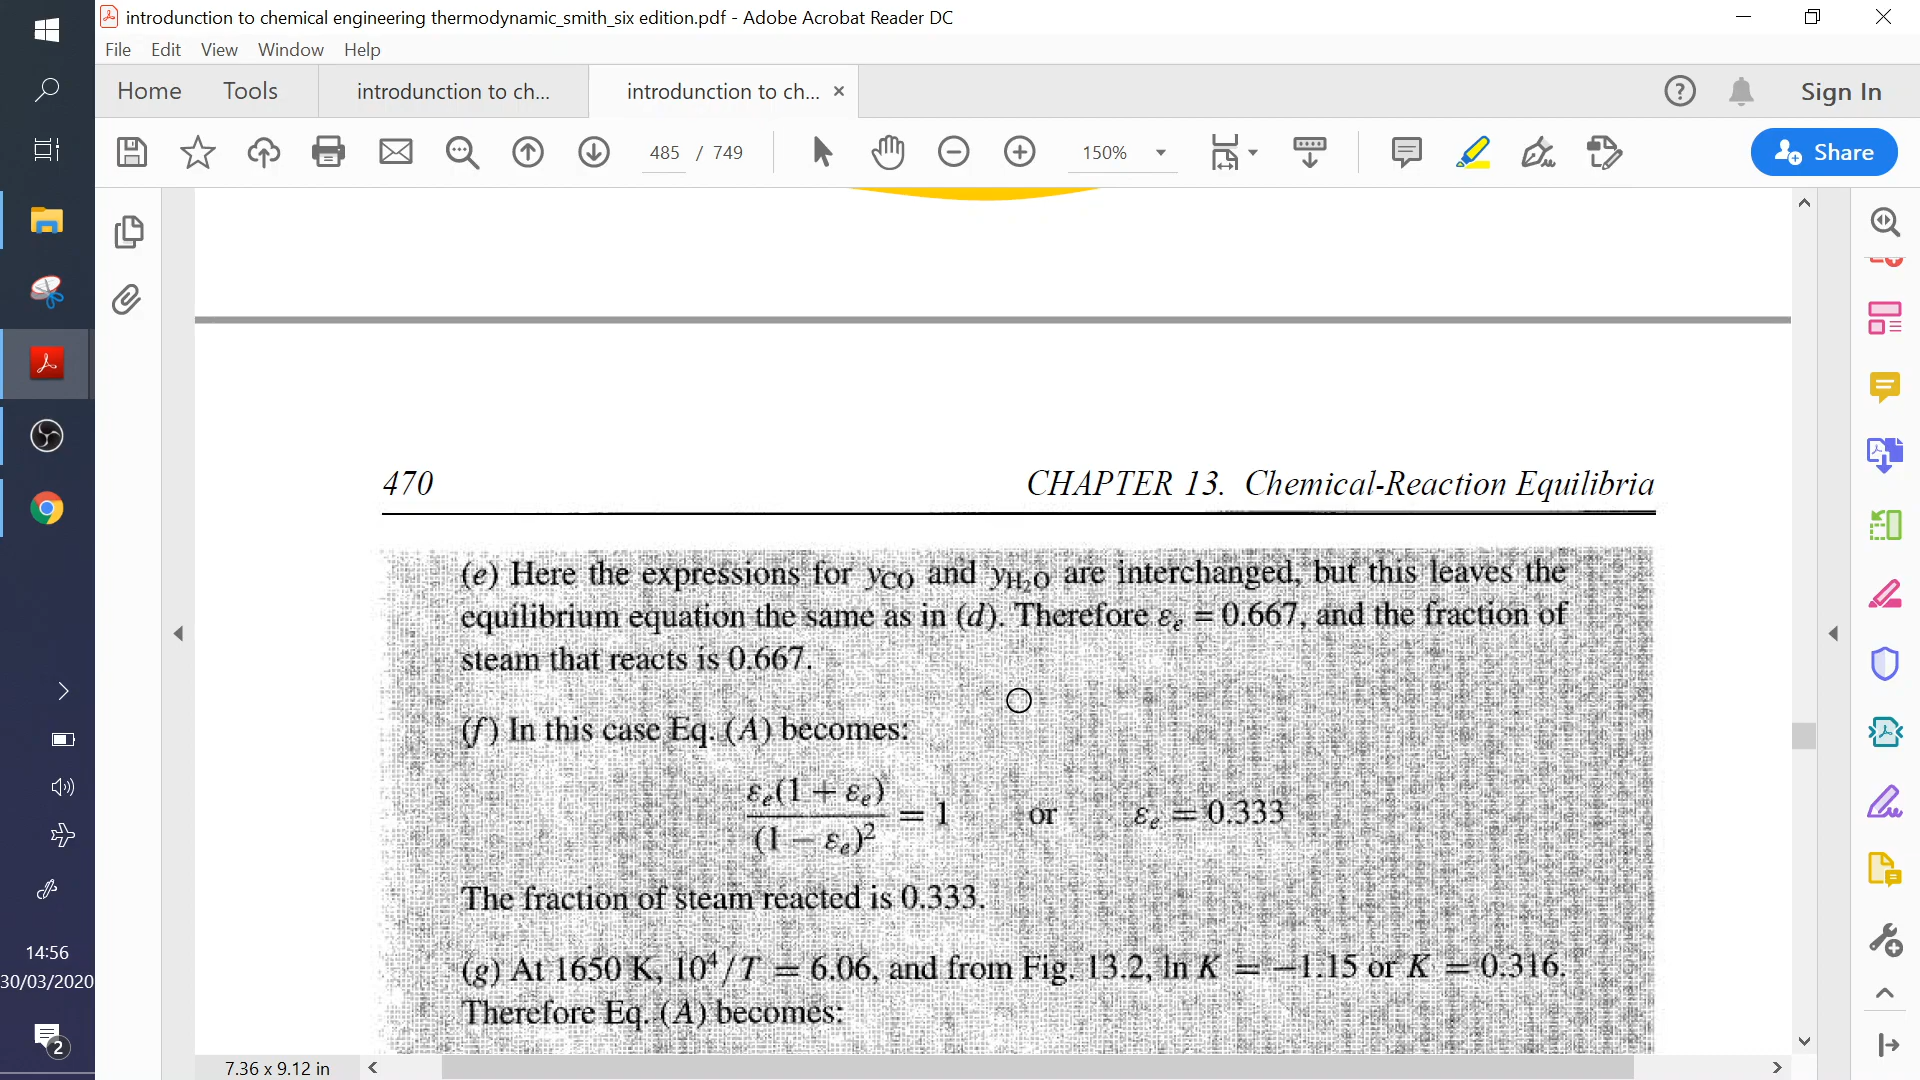 introdunction to chemical engineering thermodynamic_smith_six edition.pdf - Adobe Acrobat Reader DC
File Edit View Window Help
Home Tools introdunction to ch... introdunction to ch... × Sign In
485 / 749 150% Share
470 CHAPTER 13. Chemical-Reaction Equilibria
(e) Here the expressions for y_CO and y_H₂O are interchanged, but this leaves the
equilibrium equation the same as in (d). Therefore εₑ = 0.667, and the fraction of
steam that reacts is 0.667.
(f) In this case Eq. (A) becomes:
εₑ(1 + εₑ) / (1 − εₑ)² = 1 or εₑ = 0.333
The fraction of steam reacted is 0.333.
(g) At 1650 K, 10⁴/T = 6.06, and from Fig. 13.2, ln K = −1.15 or K = 0.316.
Therefore Eq. (A) becomes:
7.36 x 9.12 in
14:56
30/03/2020
2